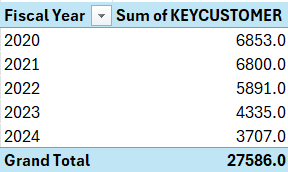 Fiscal Year Sum of KEYCUSTOMER
2020 6853.0
2021 6800.0
2022 5891.0
2023 4335.0
2024 3707.0
Grand Total 27586.0